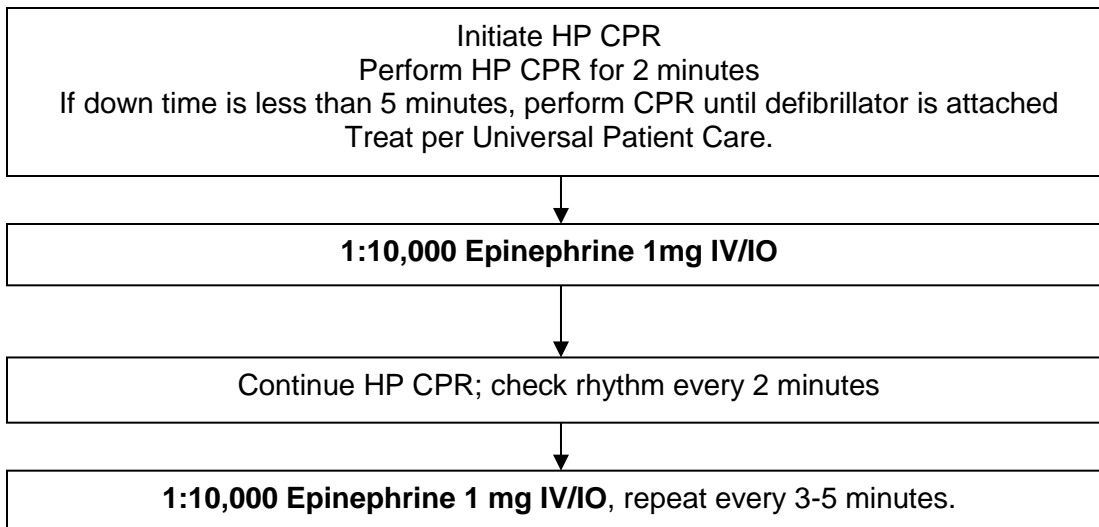 Initiate HP CPR
Perform HP CPR for 2 minutes
If down time is less than 5 minutes, perform CPR until defibrillator is attached
Treat per Universal Patient Care.
1:10,000 Epinephrine 1mg IV/IO
Continue HP CPR; check rhythm every 2 minutes
1:10,000 Epinephrine 1 mg IV/IO, repeat every 3-5 minutes.